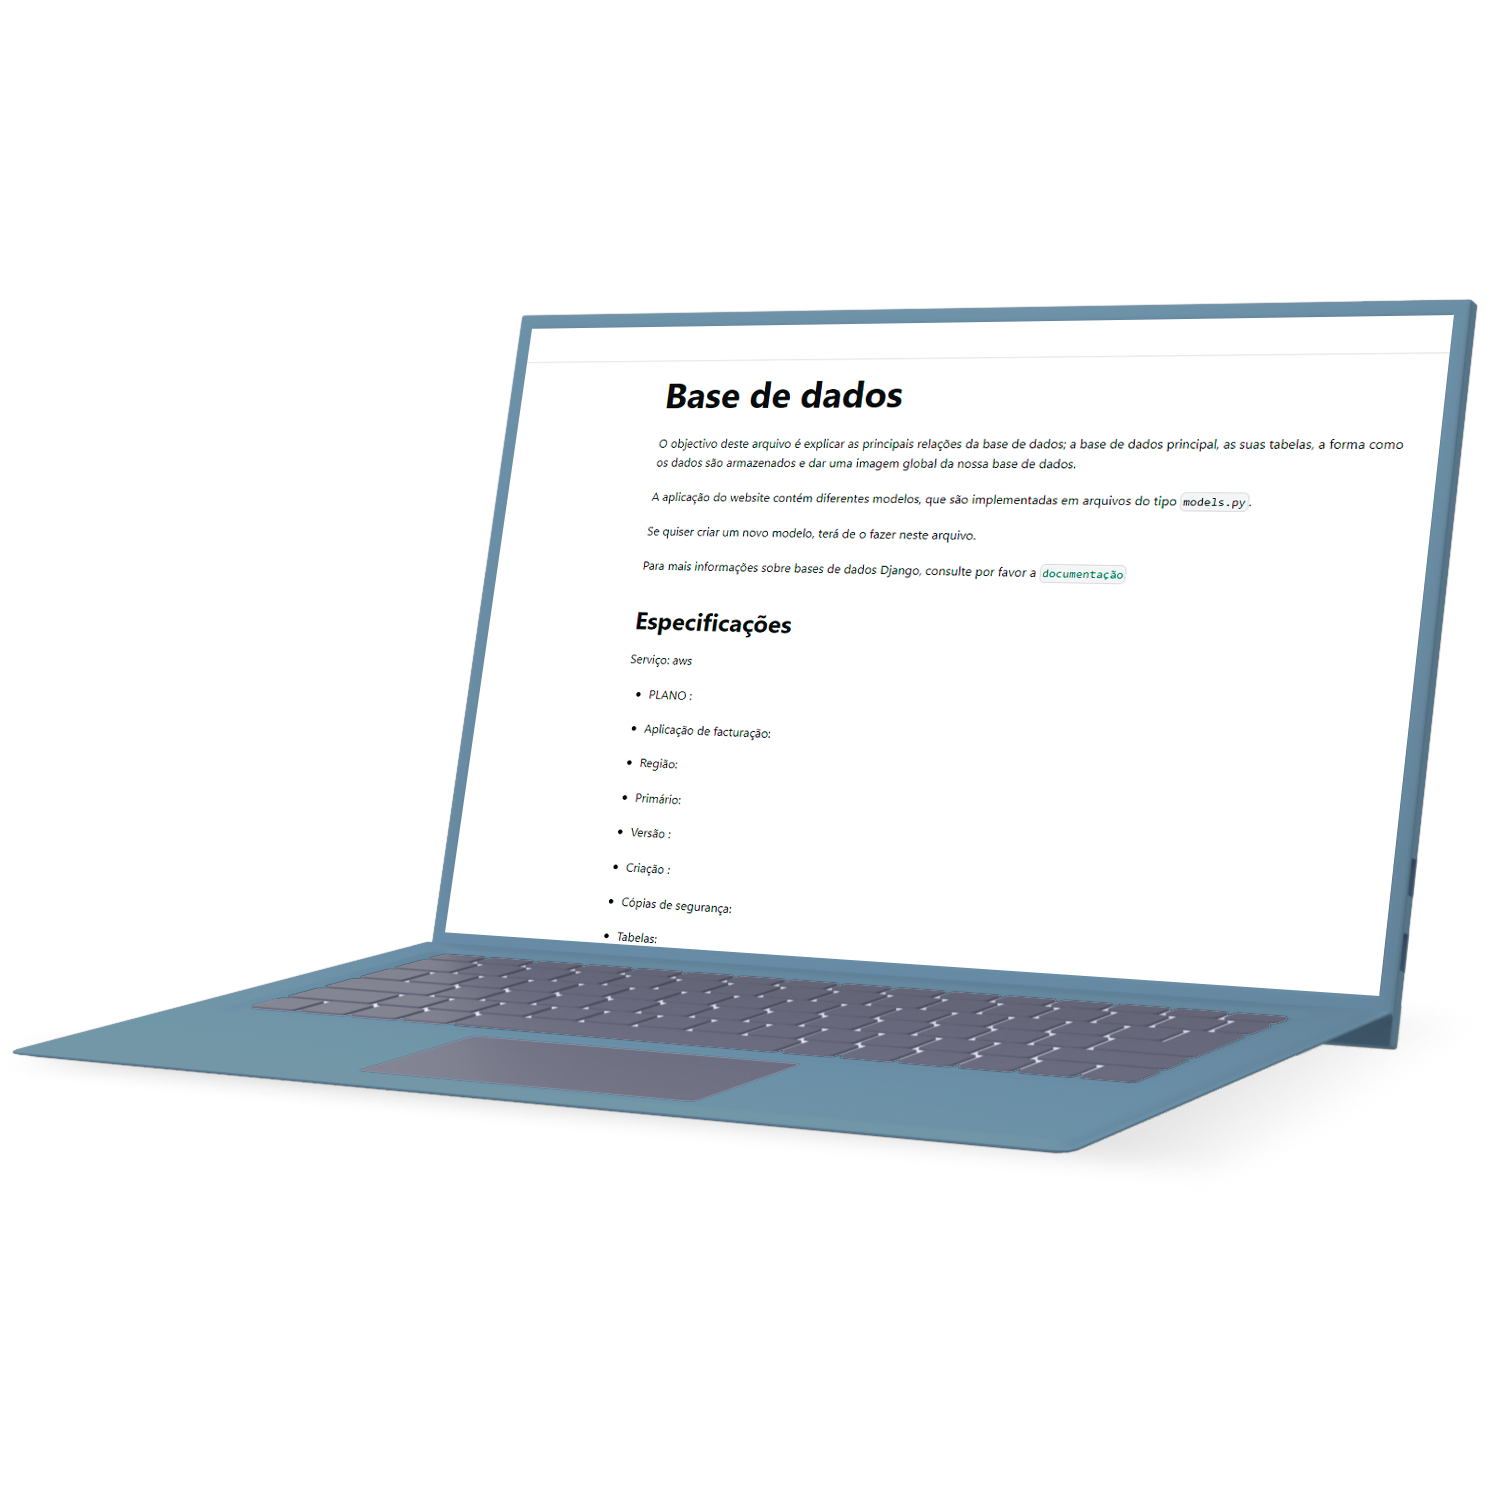 Base de dados
O objectivo deste arquivo é explicar as principais relações da base de dados; a base de dados principal, as suas tabelas, a forma como
os dados são armazenados e dar uma imagem global da nossa base de dados.
A aplicação do website contém diferentes modelos, que são implementadas em arquivos do tipo models.py.
Se quiser criar um novo modelo, terá de o fazer neste arquivo.
Para mais informações sobre bases de dados Django, consulte por favor a documentação
Especificações
Serviço: aws
• PLANO :
• Aplicação de facturação:
• Região:
• Primário:
• Versão :
• Criação :
• Cópias de segurança:
• Tabelas: